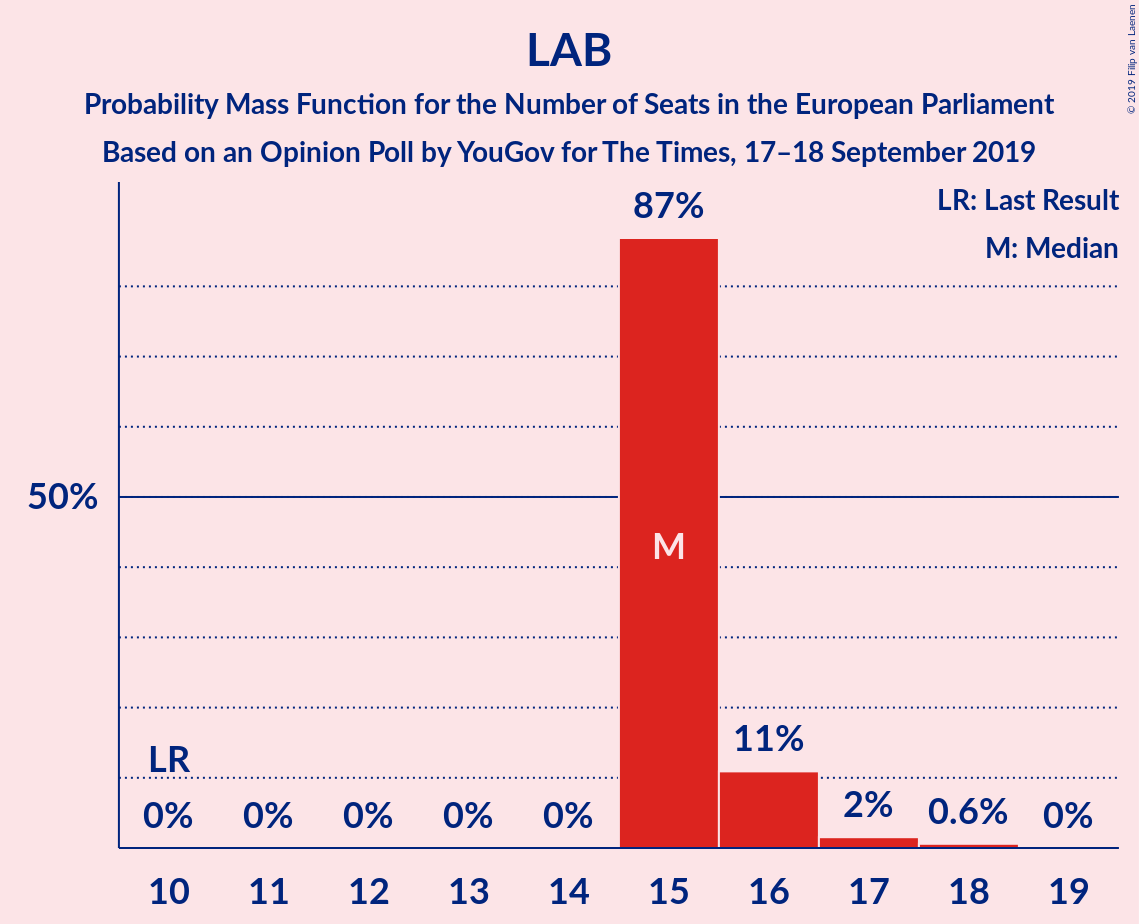 LAB
Probability Mass Function for the Number of Seats in the European Parliament
Based on an Opinion Poll by YouGov for The Times, 17–18 September 2019
© 2019 Filip van Laenen
LR: Last Result
M: Median
87%
50%
M
11%
LR
0% 0% 0% 0% 0% 2% 0.6% 0%
10 11 12 13 14 15 16 17 18 19